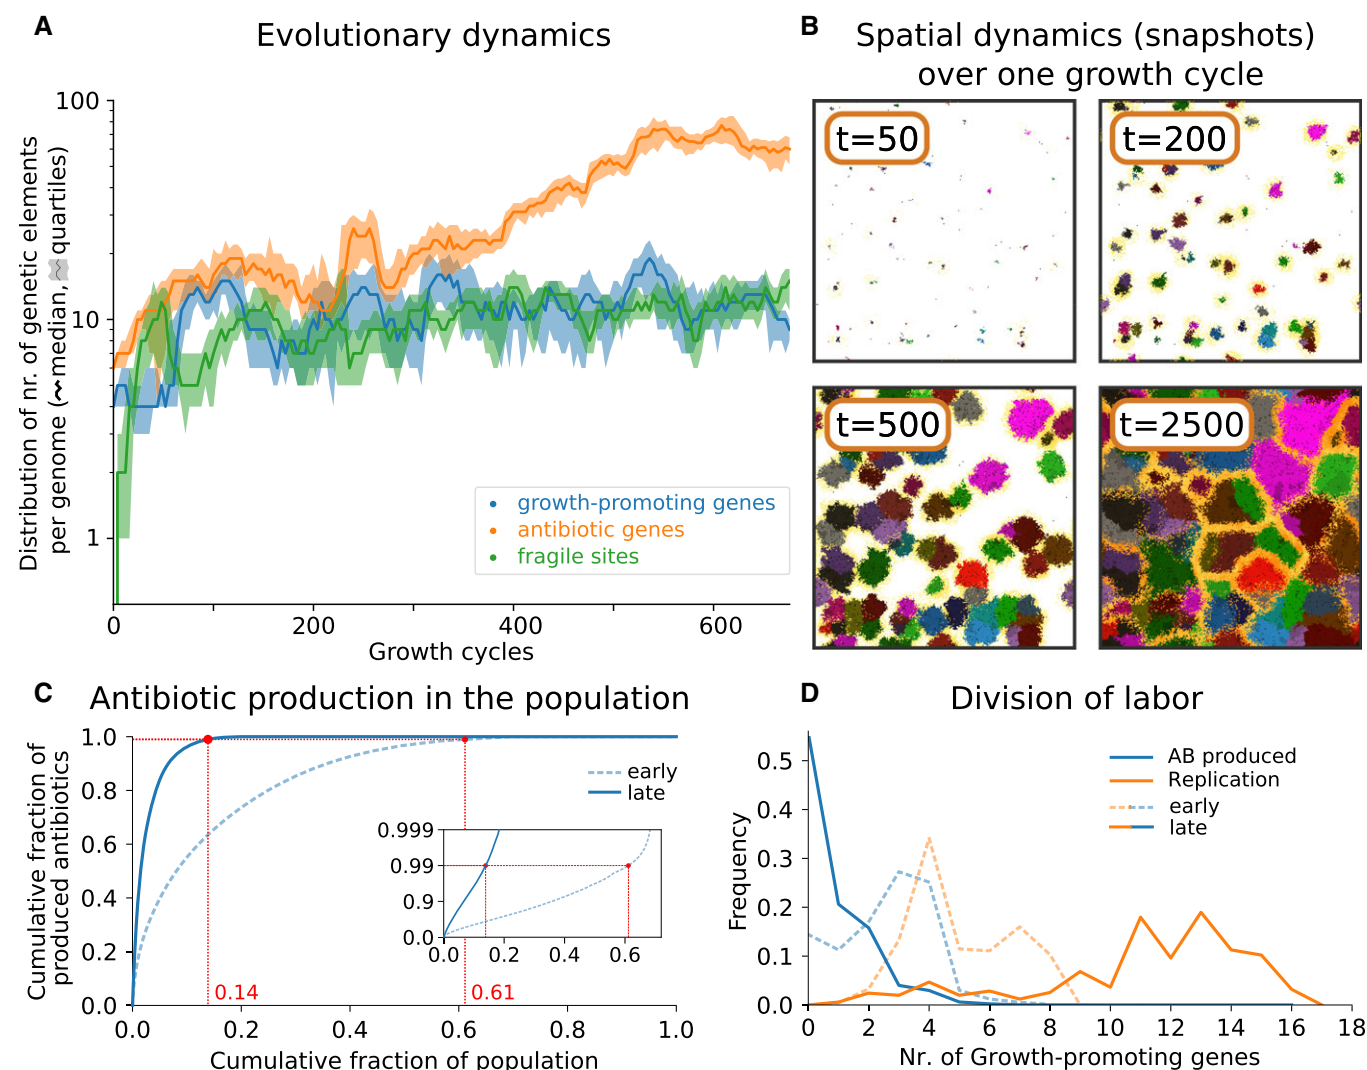 A
Evolutionary dynamics
Distribution of nr. of genetic elements
per genome (median, quartiles)
100
10
1
0
200
400
600
Growth cycles
growth-promoting genes
antibiotic genes
fragile sites
B
Spatial dynamics (snapshots)
over one growth cycle
t=50
t=200
t=500
t=2500
C
Antibiotic production in the population
Cumulative fraction of
produced antibiotics
1.0
0.8
0.6
0.4
0.2
0.0
0.0
0.2
0.4
0.6
0.8
1.0
Cumulative fraction of population
early
late
0.999
0.99
0.9
0.0
0.0
0.2
0.4
0.6
0.14
0.61
D
Division of labor
Frequency
0.5
0.4
0.3
0.2
0.1
0.0
0
2
4
6
8
10
12
14
16
18
Nr. of Growth-promoting genes
AB produced
Replication
early
late